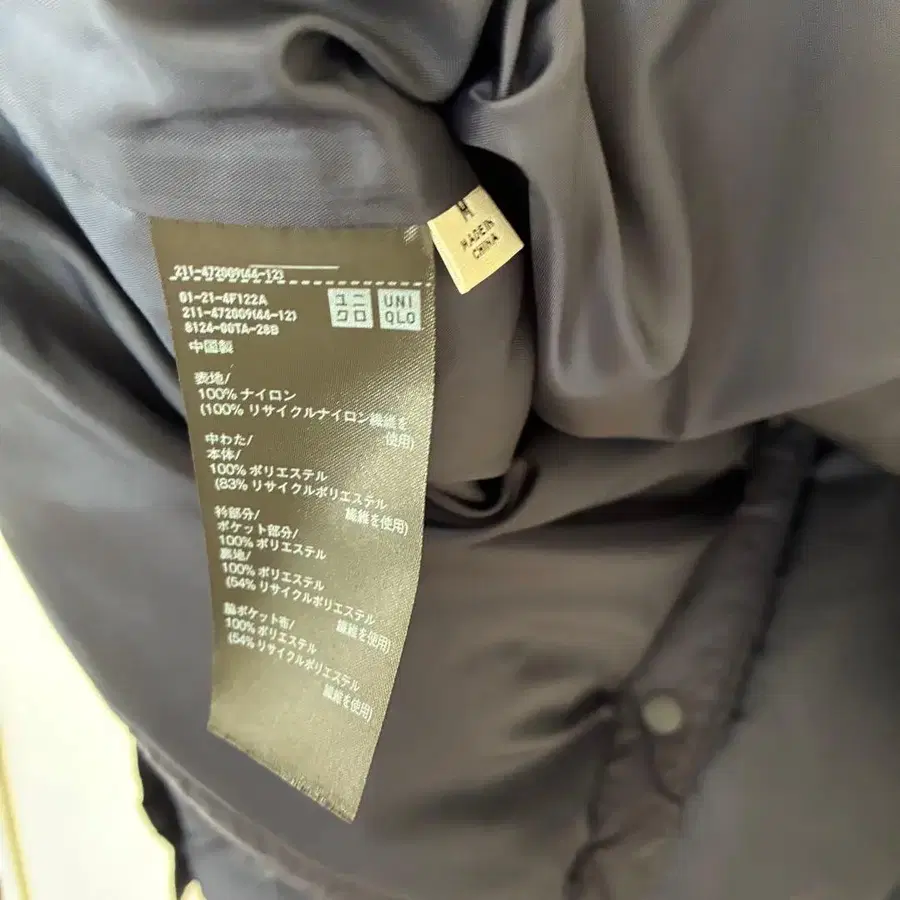 M
MADE IN
CHINA
211-472009(44-12)
01-21-4F122A
211-472009(44-12)
8124-00TA-28B
中国製
ユニ
クロ
UNI
QLO
表地/
100% ナイロン
(100% リサイクルナイロン繊維を
使用)
中わた/
本体/
100% ポリエステル
(83% リサイクルポリエステル
繊維を使用)
衿部分/
ポケット部分/
100% ポリエステル
裏地/
100% ポリエステル
(54% リサイクルポリエステル
繊維を使用)
脇ポケット布/
100% ポリエステル
(54% リサイクルポリエステル
繊維を使用)